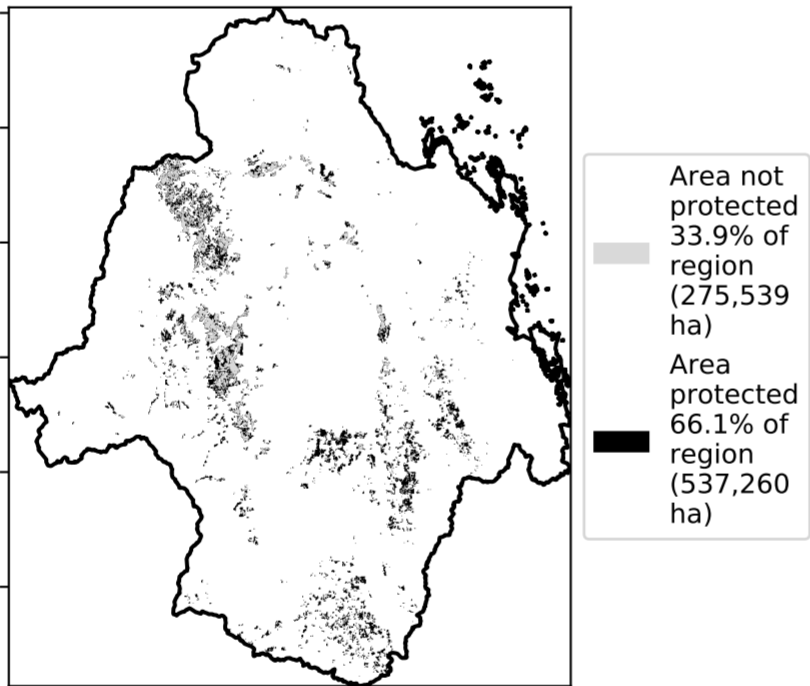 Area not
protected
33.9% of
region
(275,539
ha)
Area
protected
66.1% of
region
(537,260
ha)